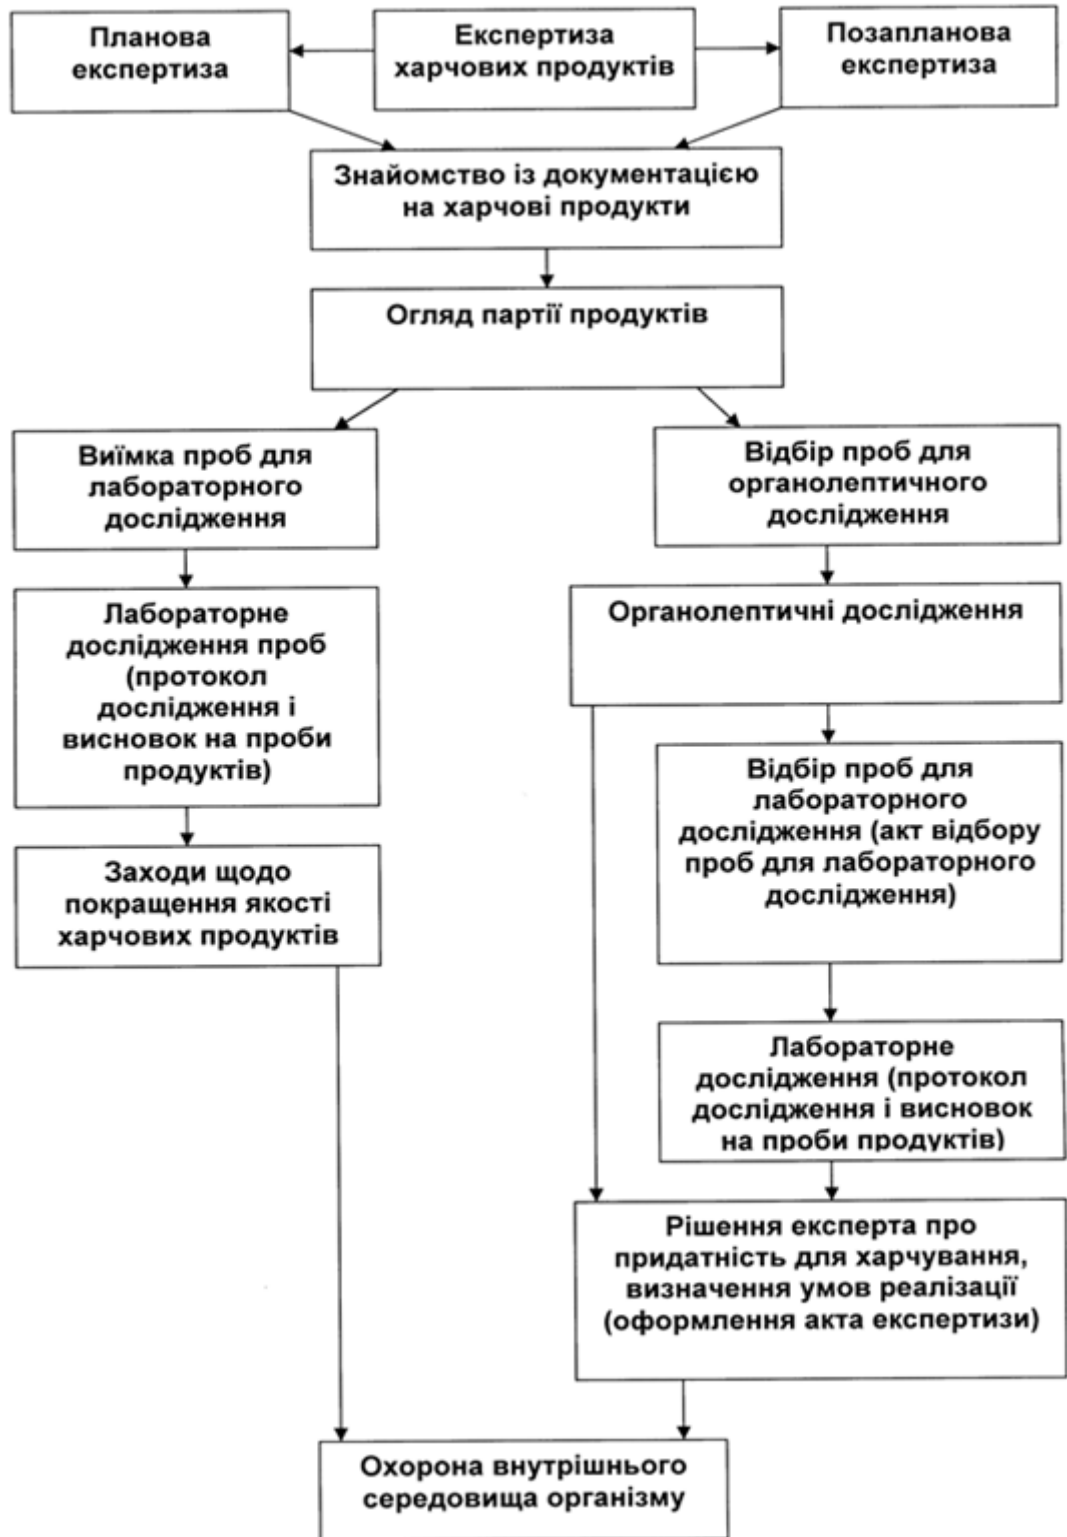 Планова
експертиза
Експертиза
харчових продуктів
Позапланова
експертиза
Знайомство із документацією
на харчові продукти
Огляд партії продуктів
Виїмка проб для
лабораторного
дослідження
Відбір проб для
органолептичного
дослідження
Лабораторне
дослідження проб
(протокол
дослідження і
висновок на проби
продуктів)
Органолептичні дослідження
Відбір проб для
лабораторного
дослідження (акт відбору
проб для лабораторного
дослідження)
Заходи щодо
покращення якості
харчових продуктів
Лабораторне
дослідження (протокол
дослідження і висновок
на проби продуктів)
Рішення експерта про
придатність для харчування,
визначення умов реалізації
(оформлення акта експертизи)
Охорона внутрішнього
середовища організму